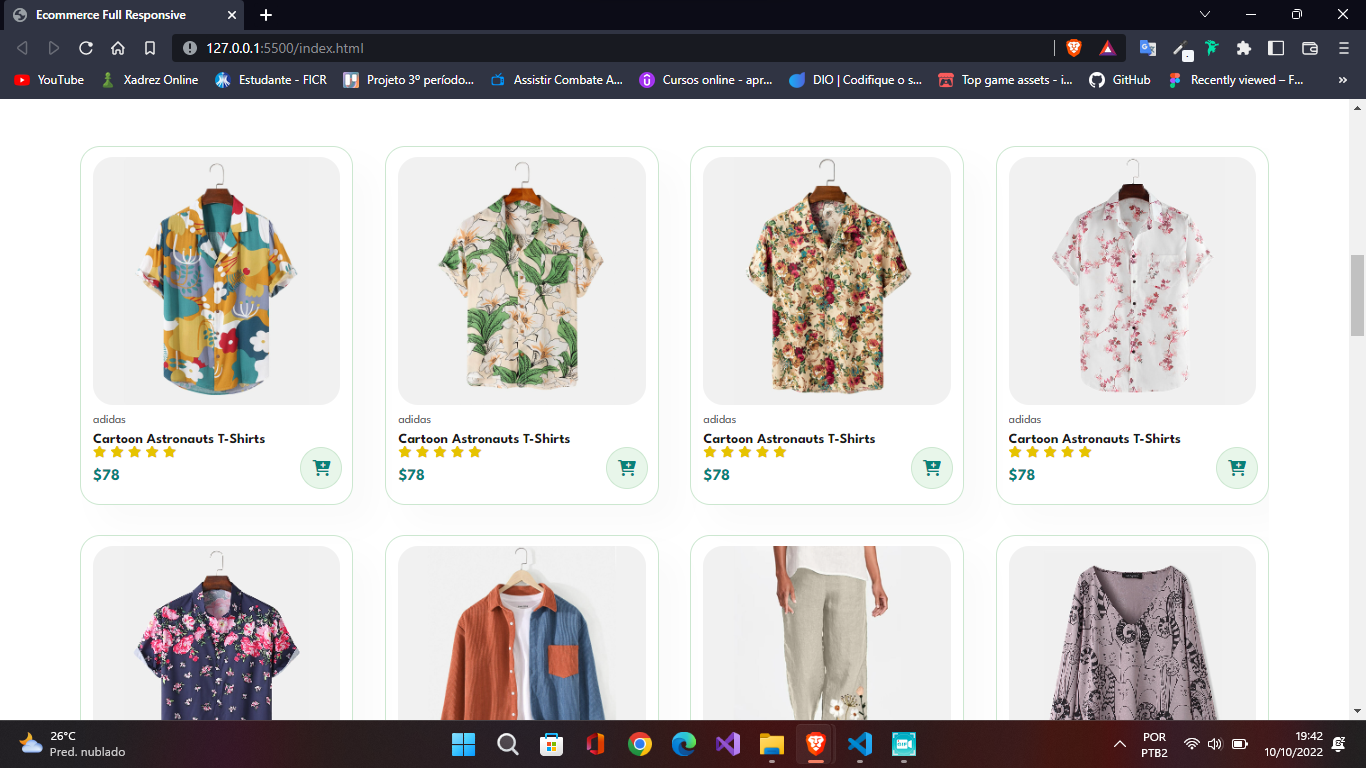 Ecommerce Full Responsive
127.0.0.1:5500/index.html
YouTube
Xadrez Online
Estudante - FICR
Projeto 3º período...
Assistir Combate A...
Cursos online - apr...
DIO | Codifique o s...
Top game assets - i...
GitHub
Recently viewed – F...
»
adidas
Cartoon Astronauts T-Shirts
$78
adidas
Cartoon Astronauts T-Shirts
$78
adidas
Cartoon Astronauts T-Shirts
$78
adidas
Cartoon Astronauts T-Shirts
$78
26°C
Pred. nublado
POR
PTB2
19:42
10/10/2022